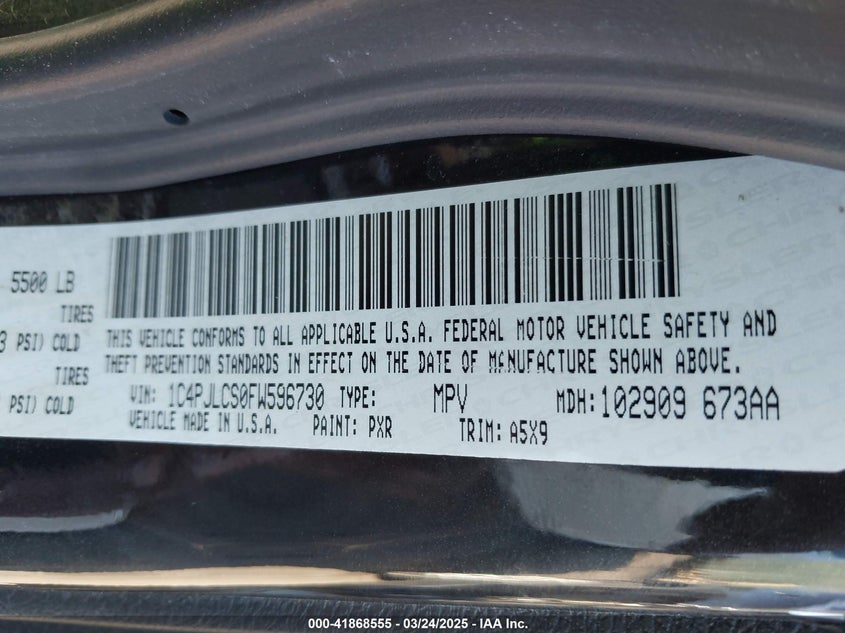 5500 LB
TIRES
3 PSI) COLD
TIRES
PSI) COLD
THIS VEHICLE CONFORMS TO ALL APPLICABLE U.S.A. FEDERAL MOTOR VEHICLE SAFETY AND
THEFT PREVENTION STANDARDS IN EFFECT ON THE DATE OF MANUFACTURE SHOWN ABOVE.
VIN: 1C4PJLCS0FW596730 TYPE: MPV MDH: 102909 673AA
VEHICLE MADE IN U.S.A. PAINT: PXR TRIM: A5X9
000-41868555 - 03/24/2025 - IAA Inc.